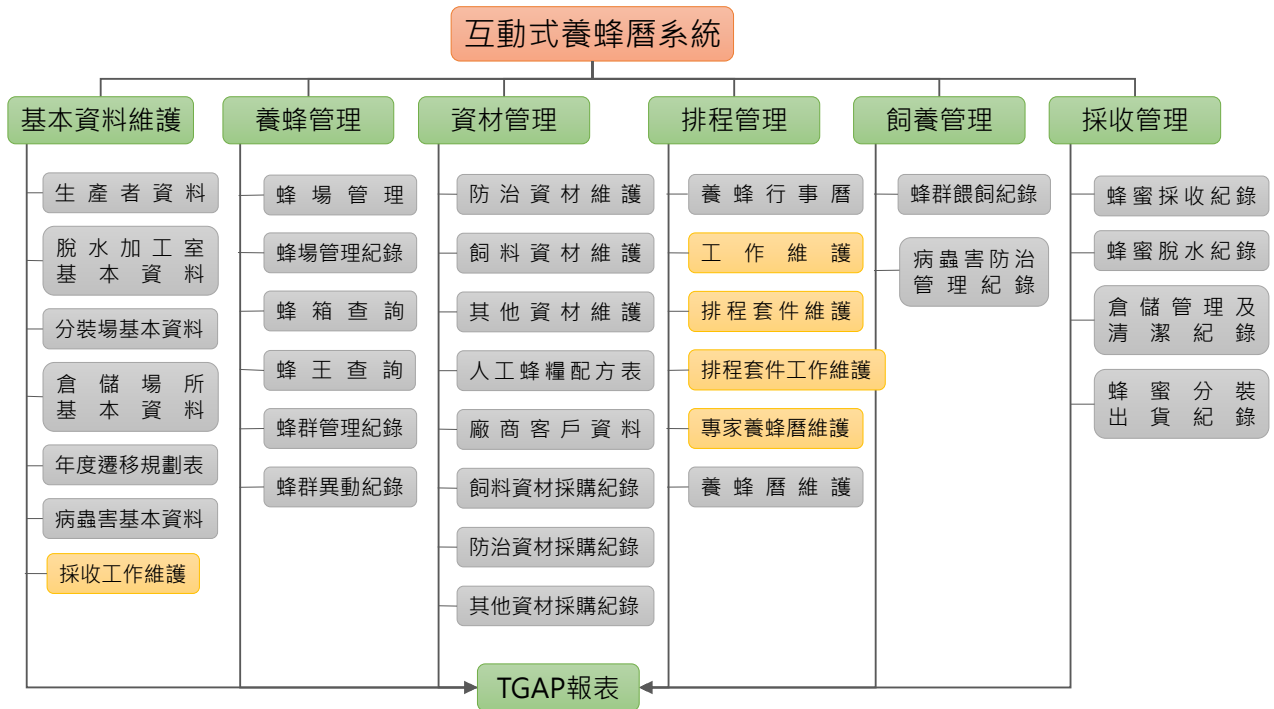 互動式養蜂曆系統
基本資料維護
養蜂管理
資材管理
排程管理
飼養管理
採收管理
生產者資料
脫水加工室
基本資料
分裝場基本資料
倉儲場所
基本資料
年度遷移規劃表
病蟲害基本資料
採收工作維護
蜂場管理
蜂場管理紀錄
蜂箱查詢
蜂王查詢
蜂群管理紀錄
蜂群異動紀錄
防治資材維護
飼料資材維護
其他資材維護
人工蜂糧配方表
廠商客戶資料
飼料資材採購紀錄
防治資材採購紀錄
其他資材採購紀錄
養蜂行事曆
工作維護
排程套件維護
排程套件工作維護
專家養蜂曆維護
養蜂曆維護
蜂群餵飼紀錄
病蟲害防治
管理紀錄
蜂蜜採收紀錄
蜂蜜脫水紀錄
倉儲管理及
清潔紀錄
蜂蜜分裝
出貨紀錄
TGAP報表